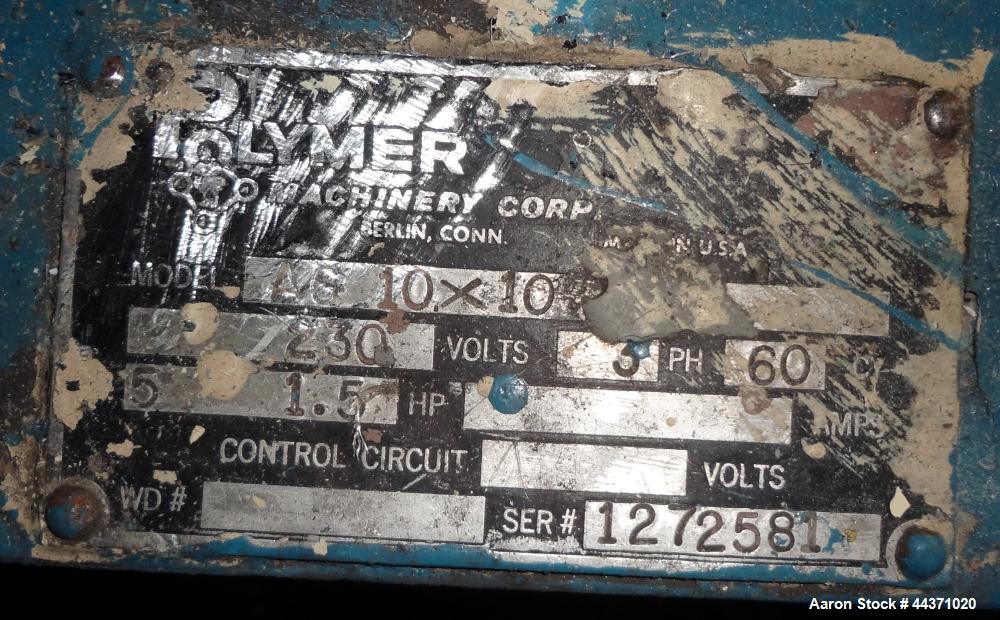 POLYMER
MACHINERY CORP.
BERLIN, CONN. U.S.A.
MODEL 10×10
230 VOLTS 3 PH 60
5 1.5 HP AMPS
CONTROL CIRCUIT VOLTS
WD # SER# 1272581
Aaron Stock # 44371020